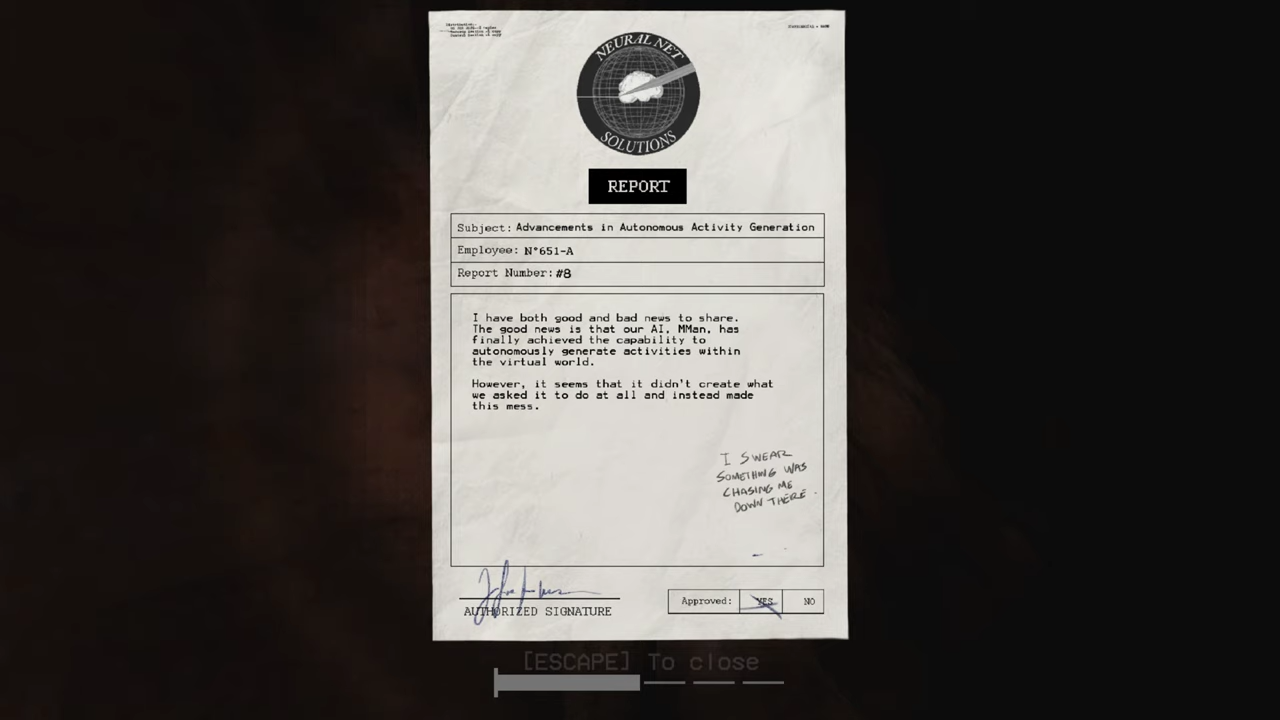 NEURAL NET
SOLUTIONS
REPORT
Subject: Advancements in Autonomous Activity Generation
Employee: N°651-A
Report Number: #8
I have both good and bad news to share.
The good news is that our AI, MMan, has
finally achieved the capability to
autonomously generate activities within
the virtual world.
However, it seems that it didn't create what
we asked it to do at all and instead made
this mess.
I SWEAR
SOMETHING WAS
CHASING ME
DOWN THERE.
AUTHORIZED SIGNATURE
Approved: YES NO
[ESCAPE] To close